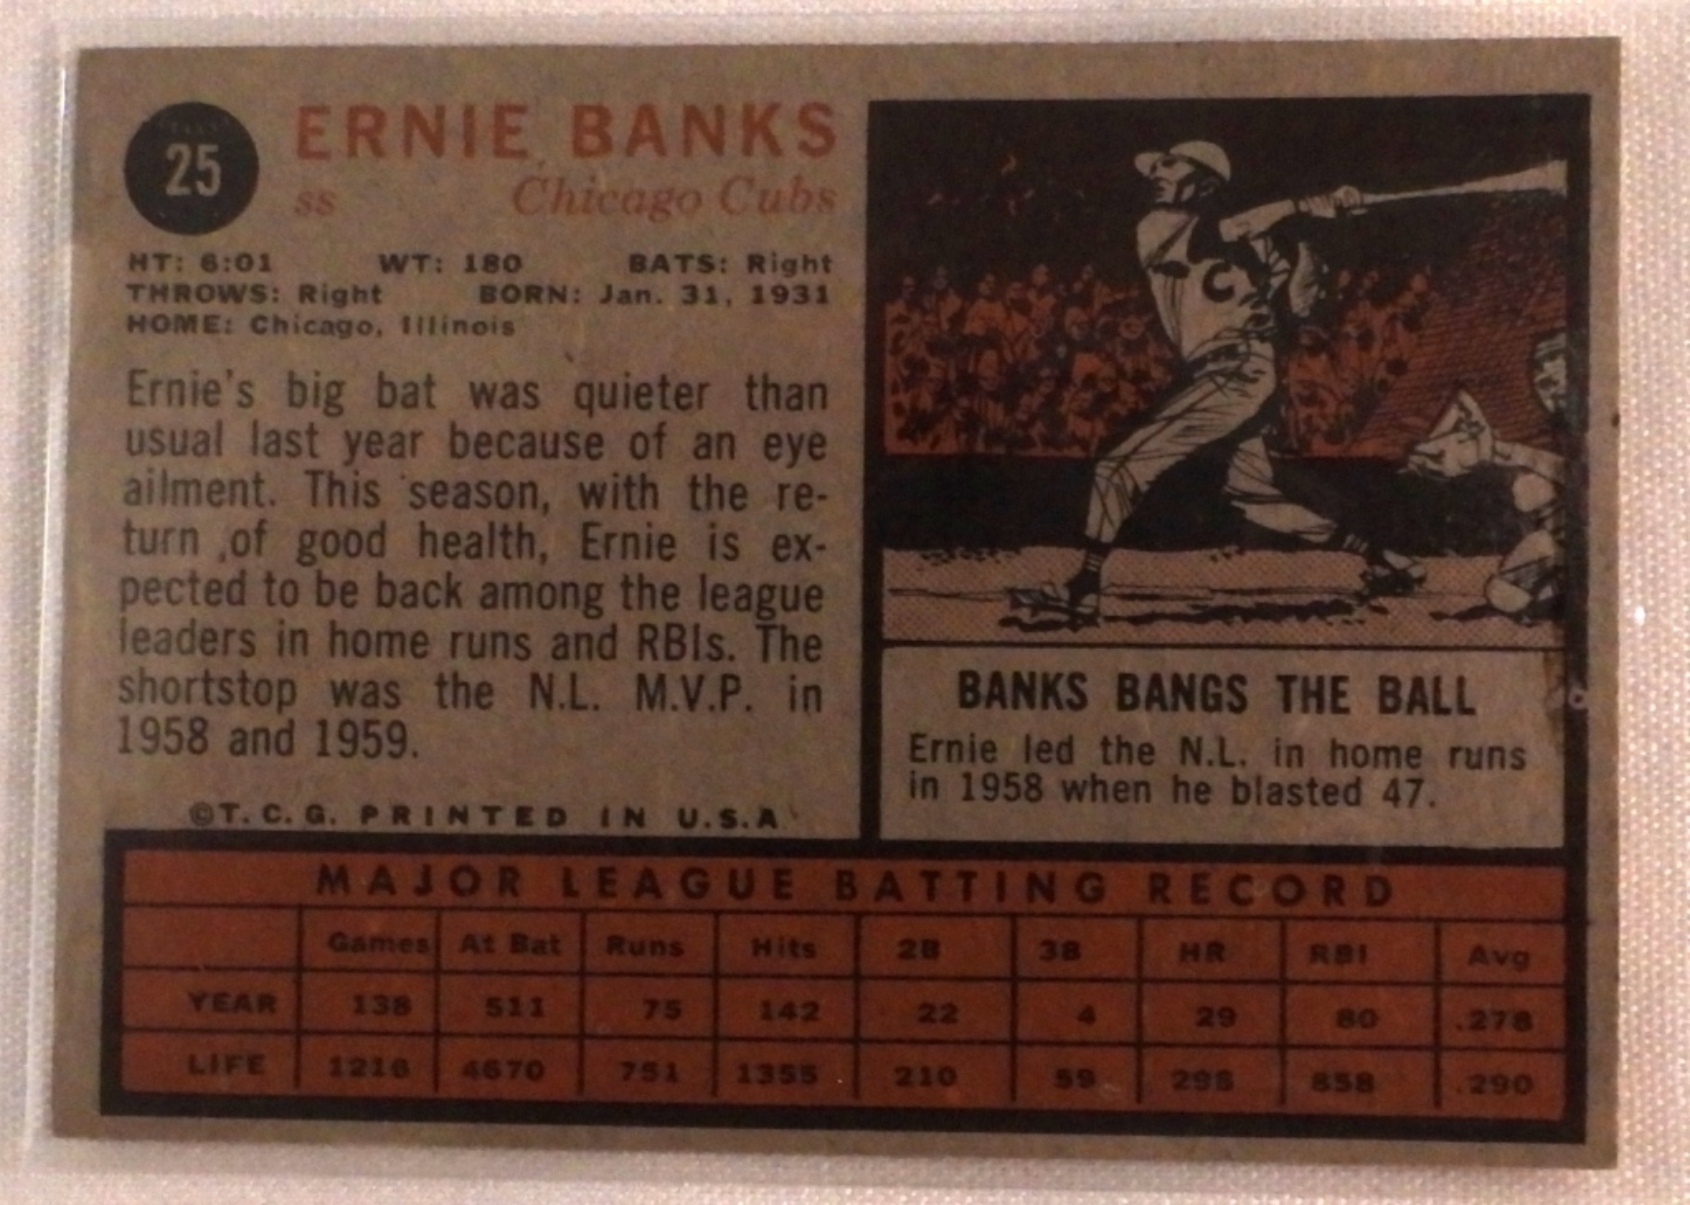 25
ERNIE BANKS
ss Chicago Cubs
HT: 6:01 WT: 180 BATS: Right
THROWS: Right BORN: Jan. 31, 1931
HOME: Chicago, Illinois
Ernie's big bat was quieter than
usual last year because of an eye
ailment. This season, with the re-
turn of good health, Ernie is ex-
pected to be back among the league
leaders in home runs and RBIs. The
shortstop was the N.L. M.V.P. in
1958 and 1959.
©T.C.G. PRINTED IN U.S.A
C
BANKS BANGS THE BALL
Ernie led the N.L. in home runs
in 1958 when he blasted 47.
MAJOR LEAGUE BATTING RECORD
Games At Bat Runs Hits 2B 3B HR RBI Avg
YEAR 138 511 75 142 22 4 29 80 .278
LIFE 1216 4670 751 1355 210 59 298 858 .290